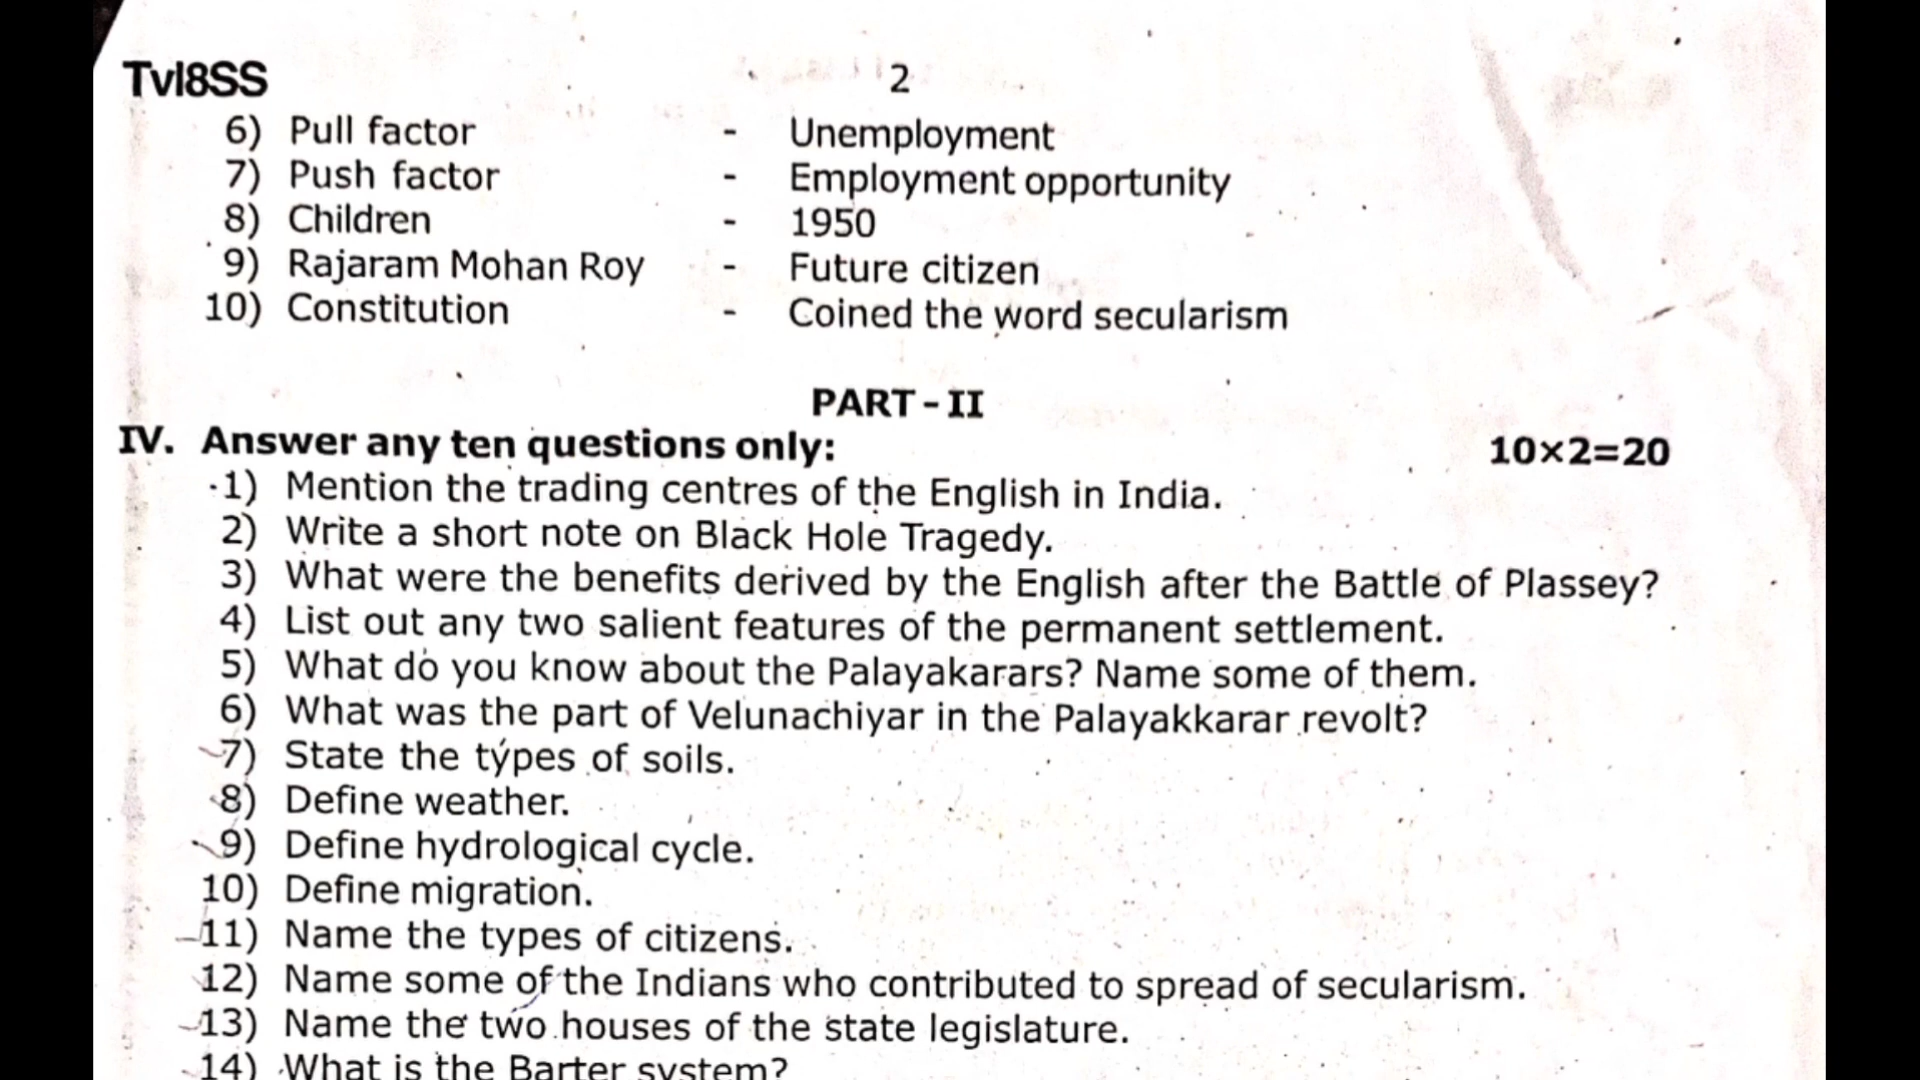 Tvl8SS 2
6) Pull factor - Unemployment
7) Push factor - Employment opportunity
8) Children - 1950
9) Rajaram Mohan Roy - Future citizen
10) Constitution - Coined the word secularism
PART - II
IV. Answer any ten questions only: 10×2=20
1) Mention the trading centres of the English in India.
2) Write a short note on Black Hole Tragedy.
3) What were the benefits derived by the English after the Battle of Plassey?
4) List out any two salient features of the permanent settlement.
5) What do you know about the Palayakarars? Name some of them.
6) What was the part of Velunachiyar in the Palayakkarar revolt?
7) State the types of soils.
8) Define weather.
9) Define hydrological cycle.
10) Define migration.
11) Name the types of citizens.
12) Name some of the Indians who contributed to spread of secularism.
13) Name the two houses of the state legislature.
14) What is the Barter system?